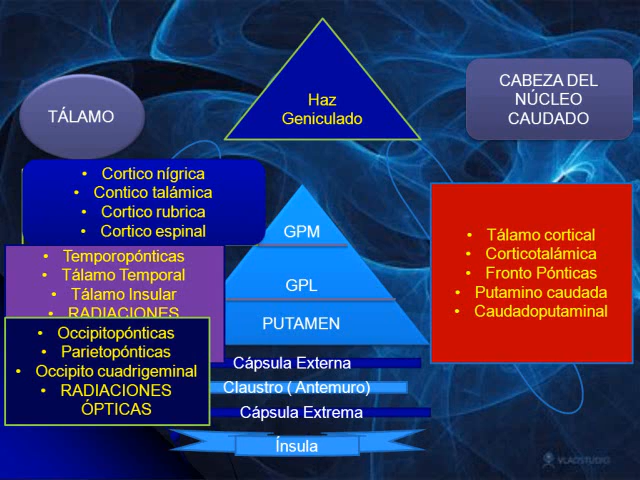 Haz
Geniculado
TÁLAMO
CABEZA DEL
NÚCLEO
CAUDADO
• Cortico nígrica
• Contico talámica
• Cortico rubrica
• Cortico espinal
• Temporopónticas
• Tálamo Temporal
• Tálamo Insular
• RADIACIONES
• Occipitopónticas
• Parietopónticas
• Occipito cuadrigeminal
• RADIACIONES
ÓPTICAS
GPM
GPL
PUTAMEN
Cápsula Externa
Claustro ( Antemuro)
Cápsula Extrema
Ínsula
• Tálamo cortical
• Corticotalámica
• Fronto Pónticas
• Putamino caudada
• Caudadoputaminal
VLADSTUDIO